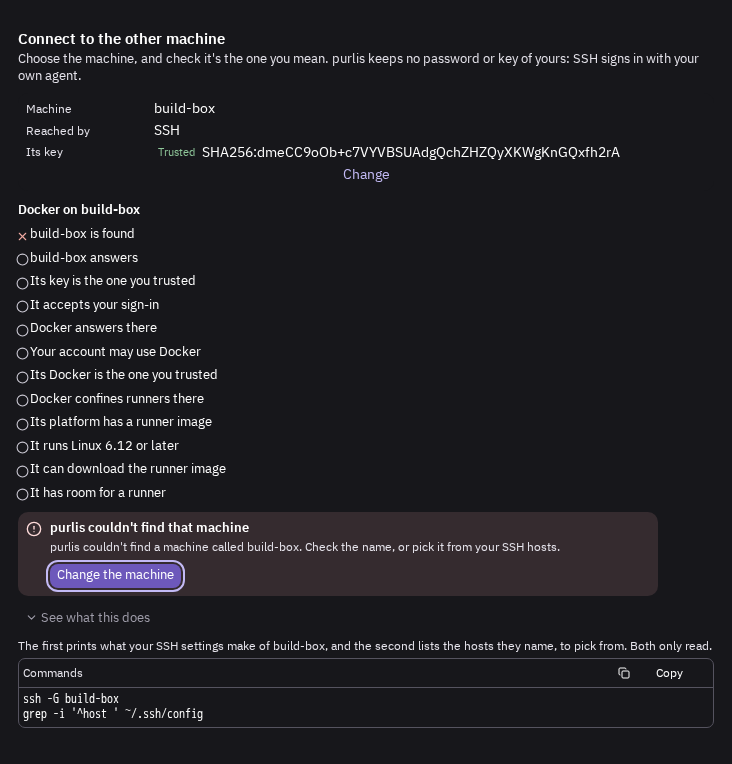 Connect to the other machine
Choose the machine, and check it's the one you mean. purlis keeps no password or key of yours: SSH signs in with your
own agent.
Machine build-box
Reached by SSH
Its key Trusted SHA256:dmeCC9oOb+c7VYVBSUAdgQchZHZQyXKWgKnGQxfh2rA
Change
Docker on build-box
build-box is found
build-box answers
Its key is the one you trusted
It accepts your sign-in
Docker answers there
Your account may use Docker
Its Docker is the one you trusted
Docker confines runners there
Its platform has a runner image
It runs Linux 6.12 or later
It can download the runner image
It has room for a runner
purlis couldn't find that machine
purlis couldn't find a machine called build-box. Check the name, or pick it from your SSH hosts.
Change the machine
See what this does
The first prints what your SSH settings make of build-box, and the second lists the hosts they name, to pick from. Both only read.
Commands Copy
ssh -G build-box
grep -i '^host ' ~/.ssh/config